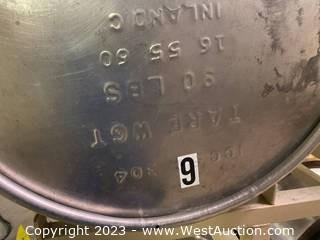 INLAND C
16 55 60
90 LBS
TARE WGT
304
9
Copyright 2023 - www.WestAuction.com